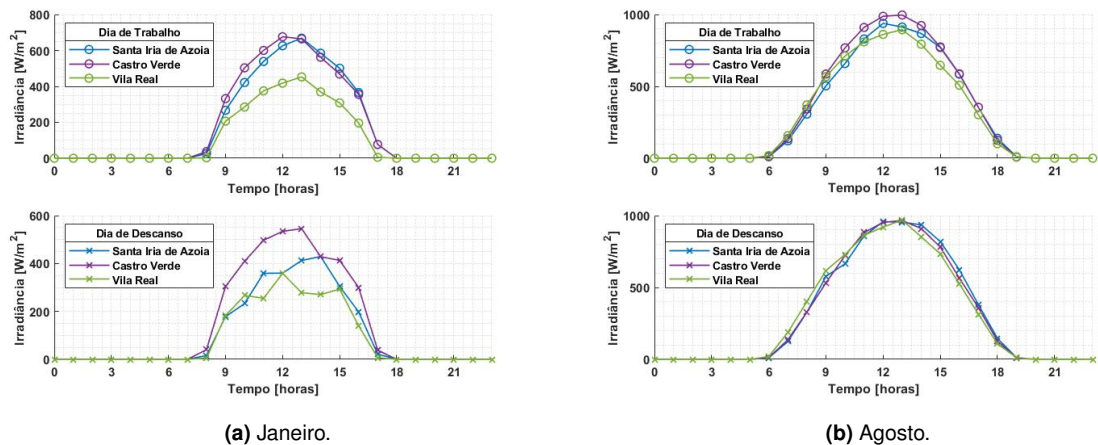 Irradiância [W/m²]
800
600
400
200
0
Dia de Trabalho
Santa Iria de Azoia
Castro Verde
Vila Real
0 3 6 9 12 15 18 21
Tempo [horas]
Irradiância [W/m²]
600
400
200
0
Dia de Descanso
Santa Iria de Azoia
Castro Verde
Vila Real
0 3 6 9 12 15 18 21
Tempo [horas]
(a) Janeiro.
Irradiância [W/m²]
1000
500
0
Dia de Trabalho
Santa Iria de Azoia
Castro Verde
Vila Real
0 3 6 9 12 15 18 21
Tempo [horas]
Irradiância [W/m²]
1000
500
0
Dia de Descanso
Santa Iria de Azoia
Castro Verde
Vila Real
0 3 6 9 12 15 18 21
Tempo [horas]
(b) Agosto.